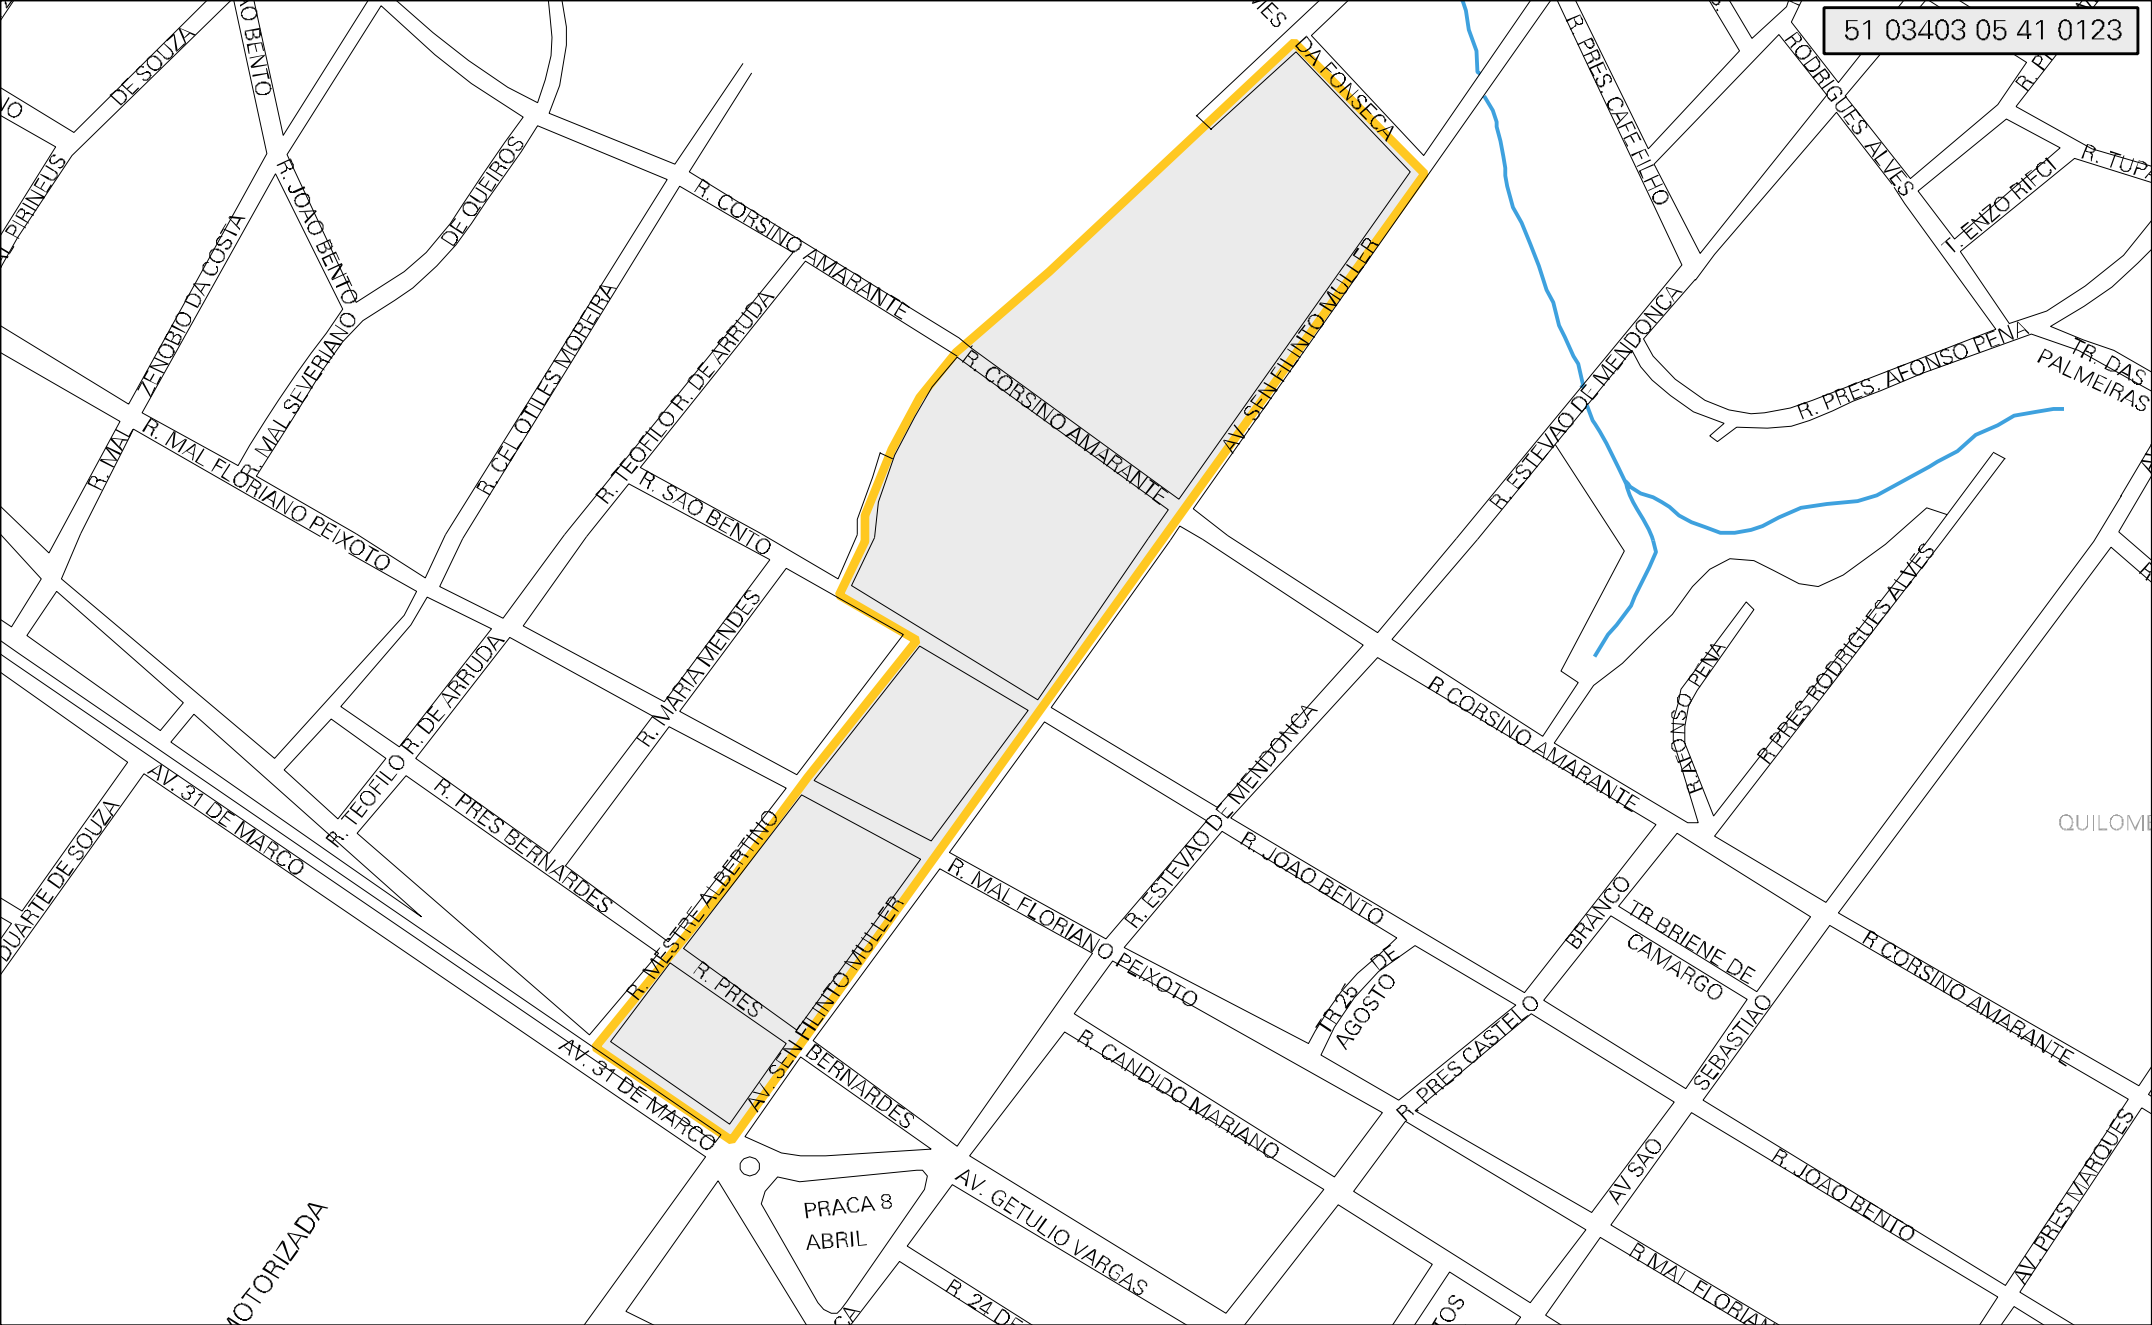 51 03403 05 41 0123
DE SOUZA
BENTO
R. JOAO BENTO
DE QUEIROS
ZENOBIO DA COSTA
R. MAL SEVERIANO
R. CEL OTILES MOREIRA
R. TEOFILO R. DE ARRUDA
R. CORSINO AMARANTE
R. CORSINO AMARANTE
DA FONSECA
AV. SEN FILINTO MULLER
R. PRES. CAFE FILHO
RODRIGUES ALVES
T. ENZO RIFCI
R. ESTEVAO DE MENDONCA
R. PRES. AFONSO PENA
TR. DAS
PALMEIRAS
R. MAL
R. MAL FLORIANO PEIXOTO
R. SAO BENTO
R. MARIA MENDES
R. TEOFILO R. DE ARRUDA
R. PRES BERNARDES
R. MESTRE ALBERTINO
AV. 31 DE MARCO
DUARTE DE SOUZA
AV. 31 DE MARCO
R. PRES
BERNARDES
AV. SEN FILINTO MULLER
R. MAL FLORIANO PEIXOTO
R. ESTEVAO DE MENDONCA
R. JOAO BENTO
R CORSINO AMARANTE
R.AFONSO PENA
R PRES RODRIGUES ALVES
BRANCO
TR BRIENE DE
CAMARGO
TR.25 DE
AGOSTO
R. PRES CASTELO
R. CANDIDO MARIANO
SEBASTIAO
AV SAO
R CORSINO AMARANTE
R. JOAO BENTO
AV. PRES MARQUES
R MAL FLORIAN
PRACA 8
ABRIL
AV. GETULIO VARGAS
R. 24 DE
MOTORIZADA